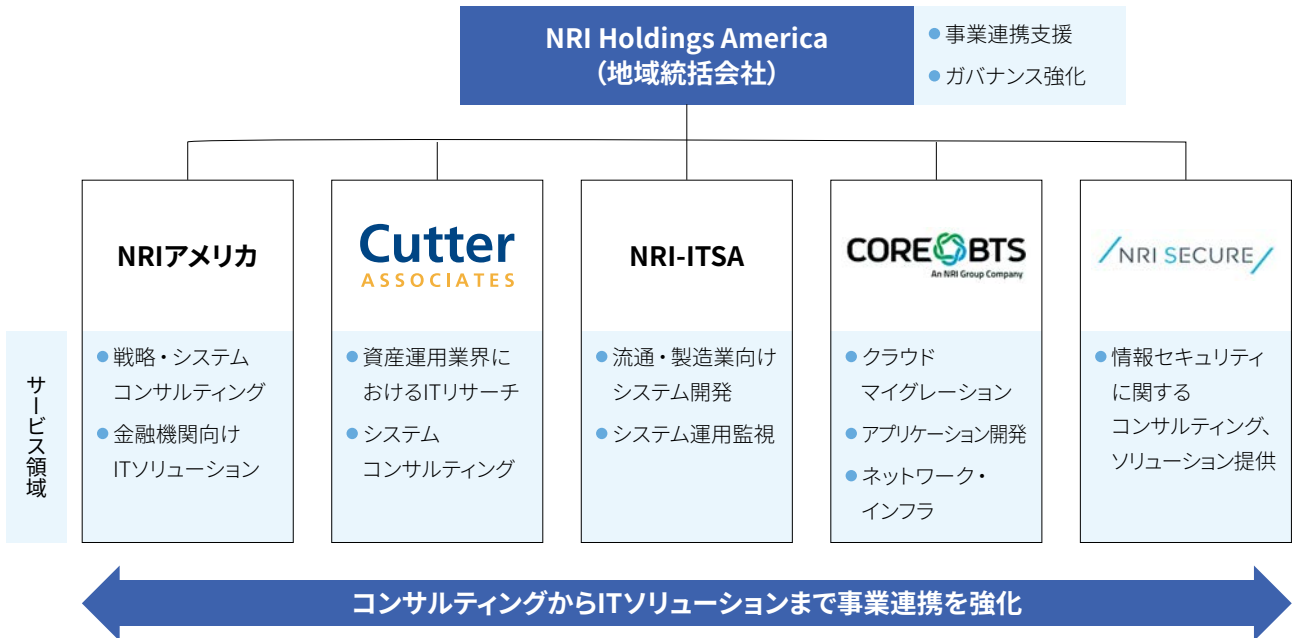 NRI Holdings America
（地域統括会社）
● 事業連携支援
● ガバナンス強化
NRIアメリカ
Cutter
ASSOCIATES
NRI-ITSA
CORE BTS
An NRI Group Company
NRI SECURE
サービス領域
● 戦略・システム
コンサルティング
● 金融機関向け
ITソリューション
● 資産運用業界に
おけるITリサーチ
● システム
コンサルティング
● 流通・製造業向け
システム開発
● システム運用監視
● クラウド
マイグレーション
● アプリケーション開発
● ネットワーク・
インフラ
● 情報セキュリティ
に関する
コンサルティング、
ソリューション提供
コンサルティングからITソリューションまで事業連携を強化